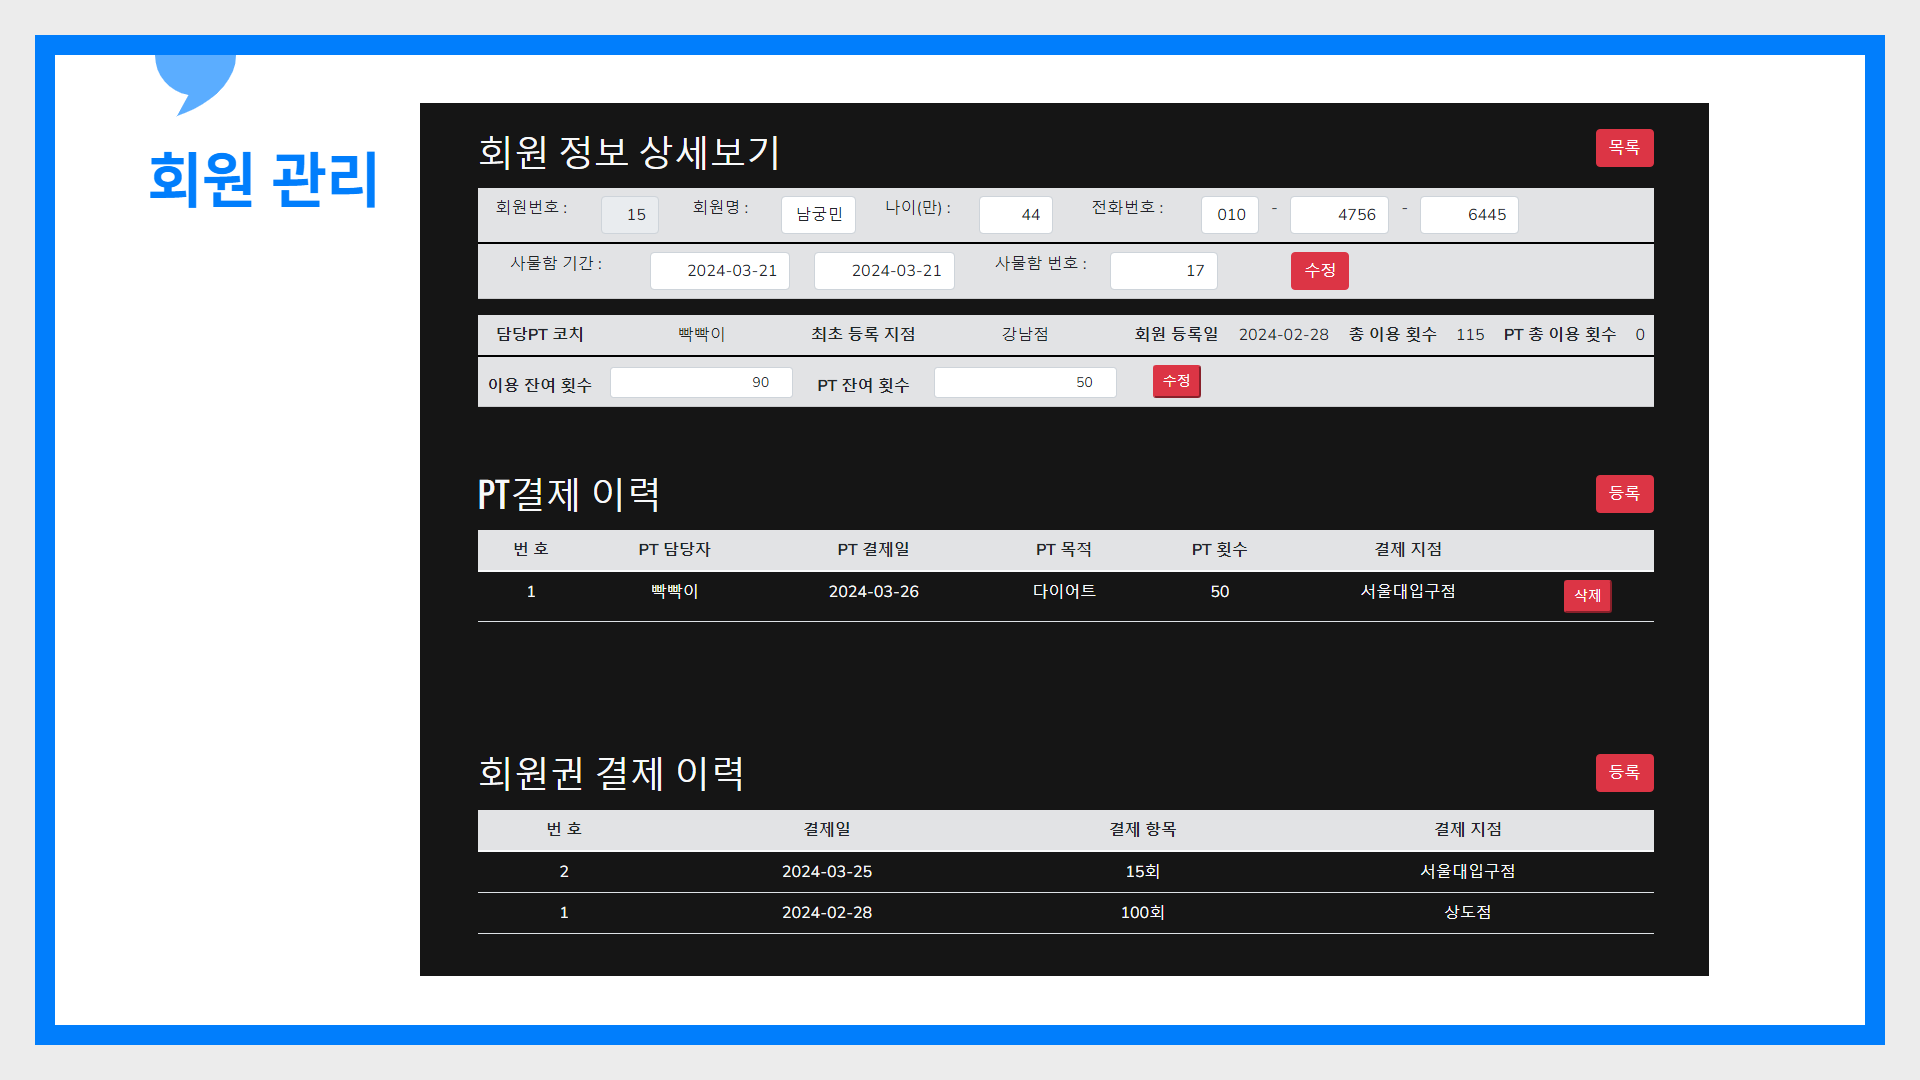 회원 관리
회원 정보 상세보기 목록
회원번호 : 15 회원명 : 남궁민 나이(만) : 44 전화번호 : 010 - 4756 - 6445
사물함 기간 : 2024-03-21 2024-03-21 사물함 번호 : 17 수정
담당PT 코치 빡빡이 최초 등록 지점 강남점 회원 등록일 2024-02-28 총 이용 횟수 115 PT 총 이용 횟수 0
이용 잔여 횟수 90 PT 잔여 횟수 50 수정
PT결제 이력 등록
번 호 PT 담당자 PT 결제일 PT 목적 PT 횟수 결제 지점
1 빡빡이 2024-03-26 다이어트 50 서울대입구점 삭제
회원권 결제 이력 등록
번 호 결제일 결제 항목 결제 지점
2 2024-03-25 15회 서울대입구점
1 2024-02-28 100회 상도점